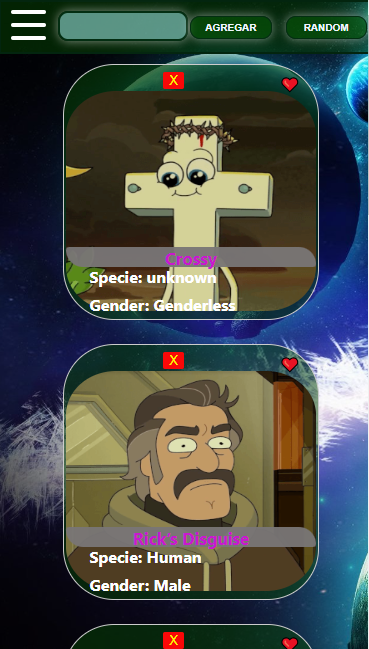 AGREGAR
RANDOM
X
Crossy
Specie: unknown
Gender: Genderless
X
Rick's Disguise
Specie: Human
Gender: Male
X